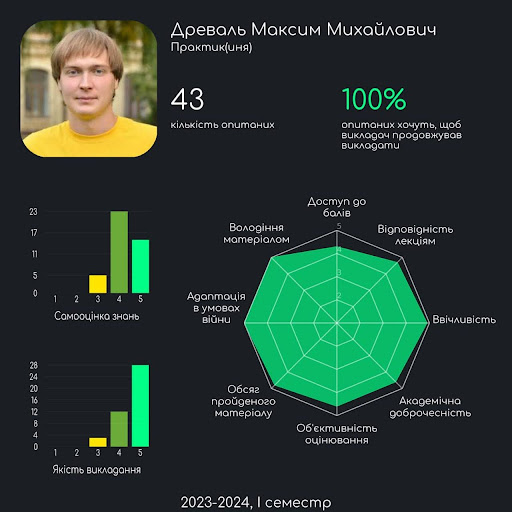 Древаль Максим Михайлович
Практик(иня)
43
кількість опитаних
100%
опитаних хочуть, щоб
викладач продовжував
викладати
23
17
11
5
0
1 2 3 4 5
Самооцінка знань
28
24
20
16
12
8
4
0
1 2 3 4 5
Якість викладання
Доступ до
балів
Відповідність
лекціям
Ввічливість
Академічна
доброчесність
Об'єктивність
оцінювання
Обсяг
пройденого
матеріалу
Адаптація
в умовах
війни
Володіння
матеріалом
5
4
3
2
2023-2024, І семестр